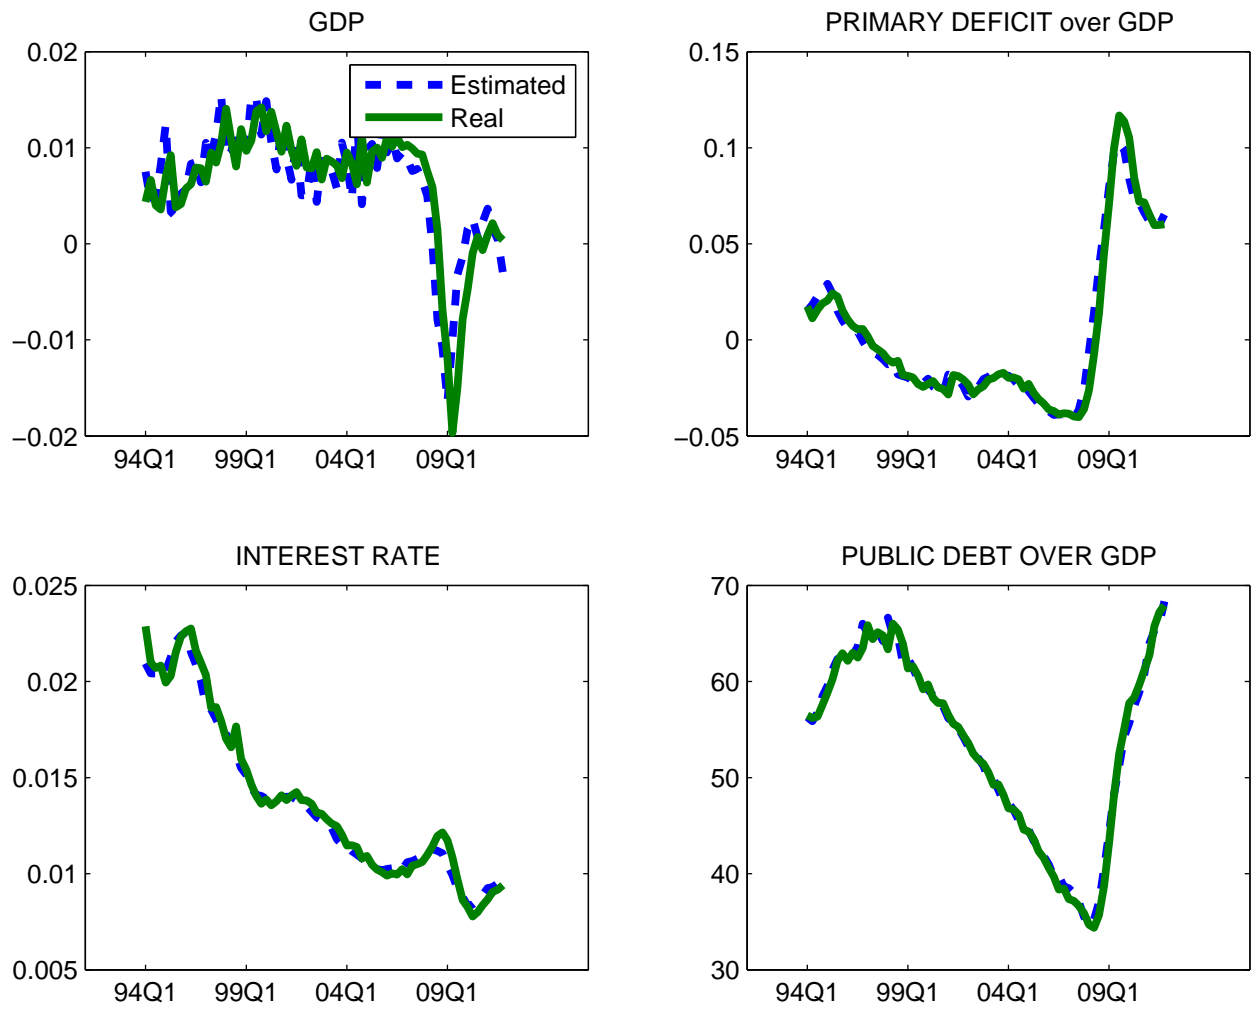 GDP
0.02
0.01
0
−0.01
−0.02
94Q1 99Q1 04Q1 09Q1
Estimated
Real
PRIMARY DEFICIT over GDP
0.15
0.10
0.05
0
−0.05
94Q1 99Q1 04Q1 09Q1
INTEREST RATE
0.025
0.02
0.015
0.01
0.005
94Q1 99Q1 04Q1 09Q1
PUBLIC DEBT OVER GDP
70
60
50
40
30
94Q1 99Q1 04Q1 09Q1